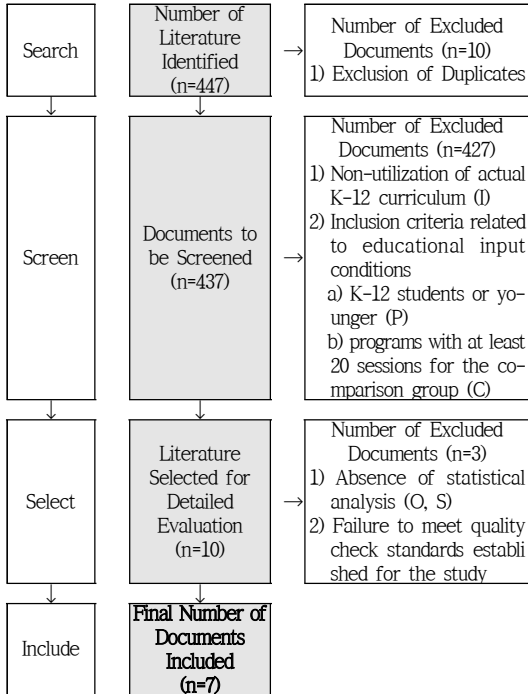 Search
Number of
Literature
Identified
(n=447)
→
Number of Excluded
Documents (n=10)
1) Exclusion of Duplicates
↓
↓
Screen
Documents to
be Screened
(n=437)
→
Number of Excluded
Documents (n=427)
1) Non-utilization of actual
K-12 curriculum (I)
2) Inclusion criteria related
to educational input
conditions
a) K-12 students or yo-
unger (P)
b) programs with at least
20 sessions for the co-
mparison group (C)
↓
↓
Select
Literature
Selected for
Detailed
Evaluation
(n=10)
→
Number of Excluded
Documents (n=3)
1) Absence of statistical
analysis (O, S)
2) Failure to meet quality
check standards establi
shed for the study
↓
↓
Include
Final Number of
Documents
Included
(n=7)